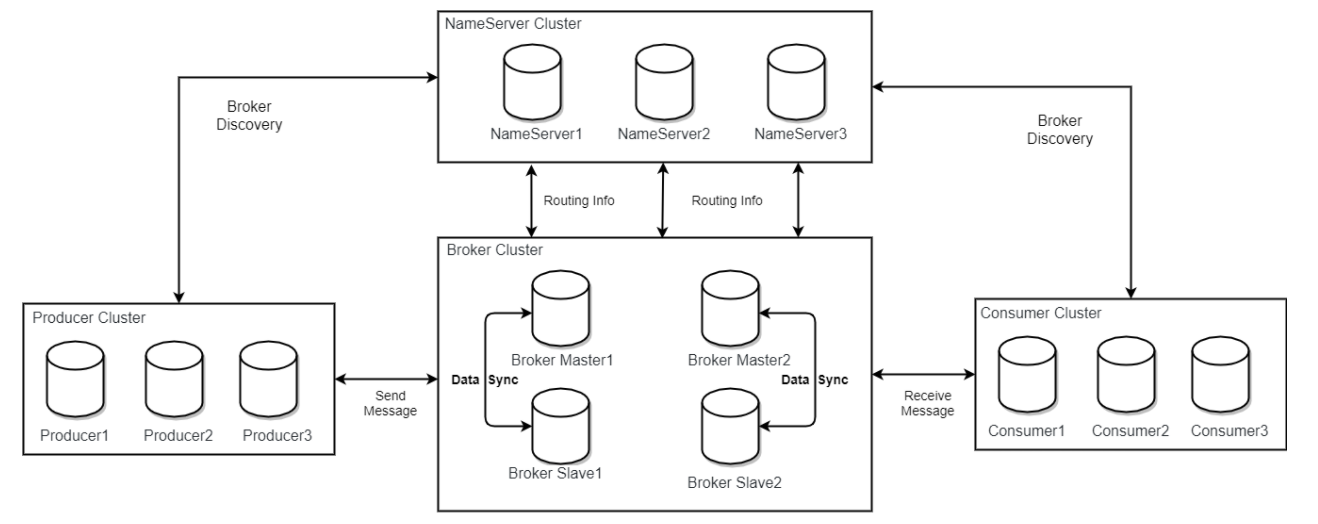 NameServer Cluster
NameServer1
NameServer2
NameServer3
Broker
Discovery
Broker
Discovery
Routing Info
Routing Info
Broker Cluster
Broker Master1
Broker Master2
Data Sync
Data Sync
Broker Slave1
Broker Slave2
Producer Cluster
Producer1
Producer2
Producer3
Send
Message
Receive
Message
Consumer Cluster
Consumer1
Consumer2
Consumer3